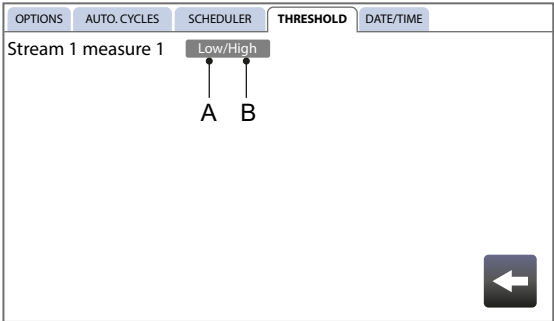 OPTIONS AUTO. CYCLES SCHEDULER THRESHOLD DATE/TIME
Stream 1 measure 1 Low/High
A B